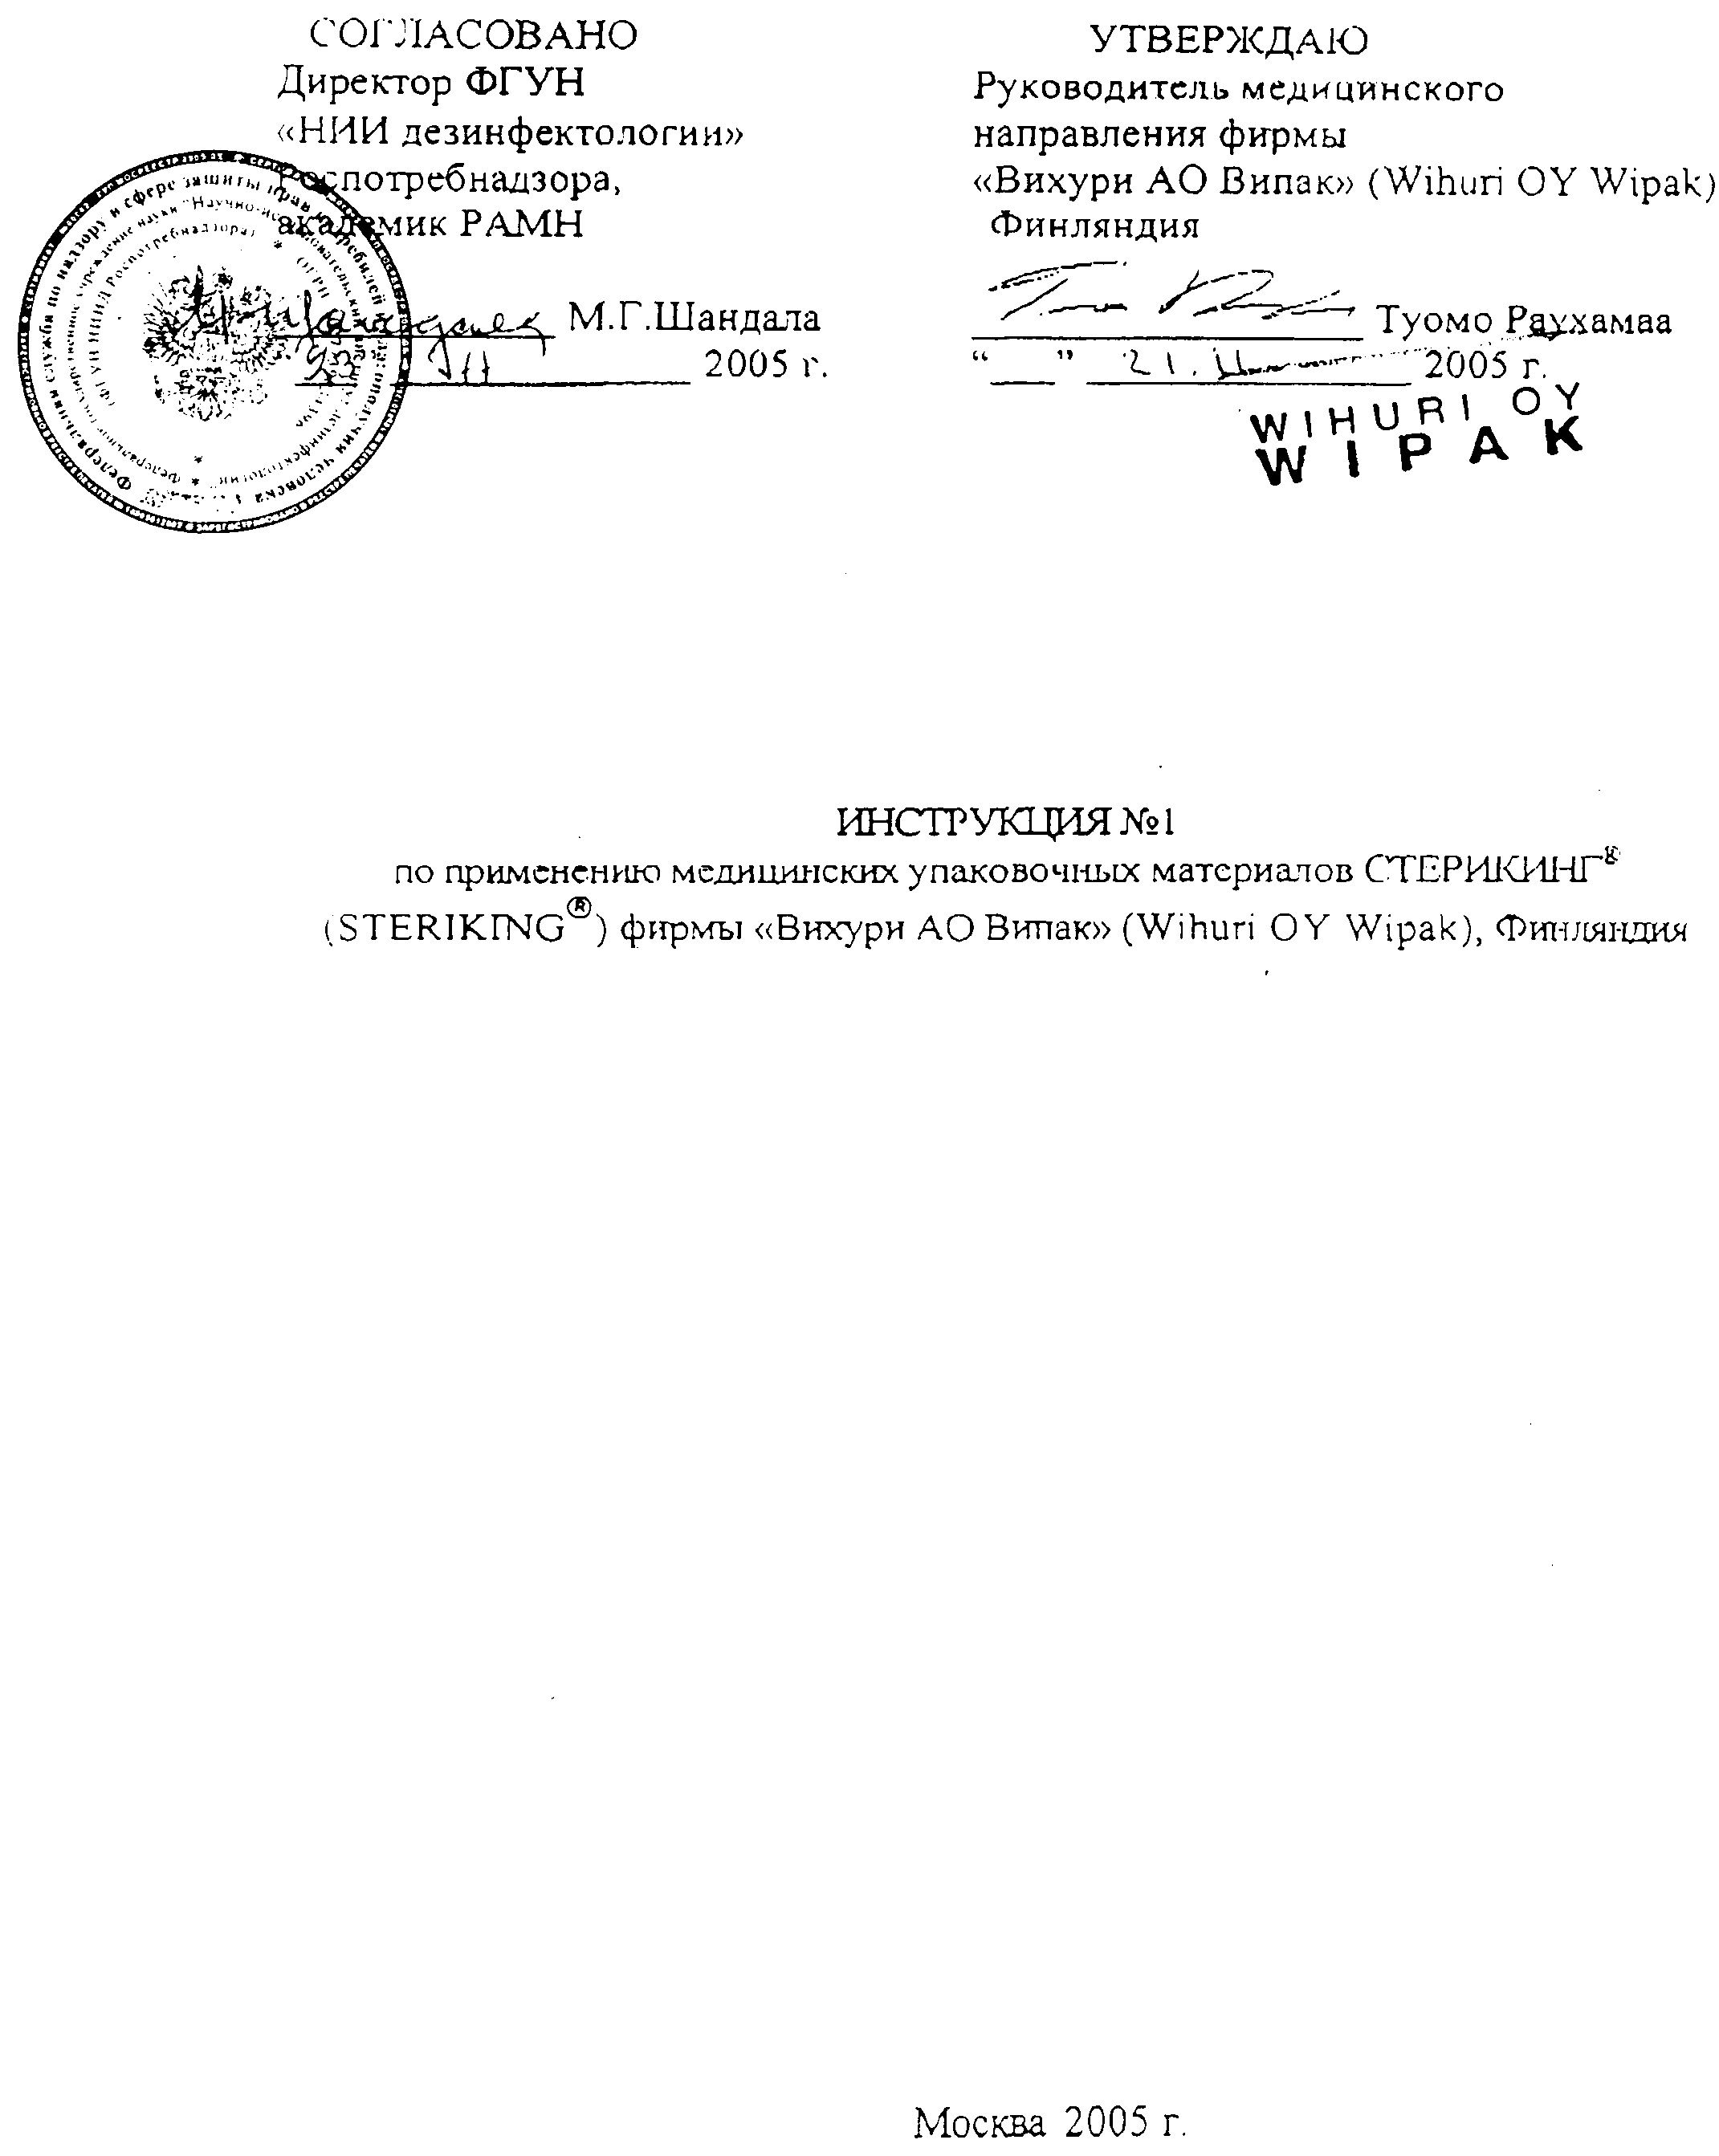 СОГЛАСОВАНО
Директор ФГУН
«НИИ дезинфектологии»
Роспотребнадзора,
академик РАМН
М.Г.Шандала
2005 г.
УТВЕРЖДАЮ
Руководитель медицинского
направления фирмы
«Вихури АО Випак» (Wihuri OY Wipak)
Финляндия
Туомо Раухамаа
“ ” 21. 2005 г.
WIHURI OY
WIPAK
ИНСТРУКЦИЯ №1
по применению медицинских упаковочных материалов СТЕРИКИНГ®
(STERIKING®) фирмы «Вихури АО Випак» (Wihuri OY Wipak), Финляндия
Москва 2005 г.